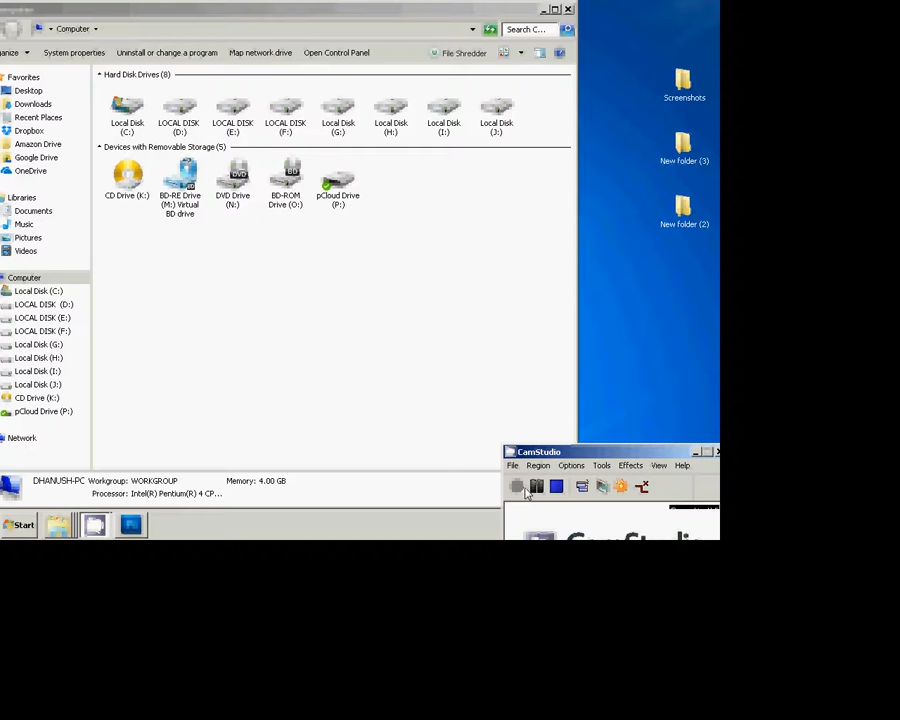 Computer
Search C...
System properties
Uninstall or change a program
Map network drive
Open Control Panel
File Shredder
Favorites
Desktop
Downloads
Recent Places
Dropbox
Amazon Drive
Google Drive
OneDrive
Libraries
Documents
Music
Pictures
Videos
Computer
Local Disk (C:)
LOCAL DISK (D:)
LOCAL DISK (E:)
LOCAL DISK (F:)
Local Disk (G:)
Local Disk (H:)
Local Disk (I:)
Local Disk (J:)
CD Drive (K:)
pCloud Drive (P:)
Network
Hard Disk Drives (8)
Local Disk
(C:)
LOCAL DISK
(D:)
LOCAL DISK
(E:)
LOCAL DISK
(F:)
Local Disk
(G:)
Local Disk
(H:)
Local Disk
(I:)
Local Disk
(J:)
Devices with Removable Storage (5)
CD Drive (K:)
BD-RE Drive
(M:) Virtual
BD drive
DVD Drive
(N:)
BD-ROM
Drive (O:)
pCloud Drive
(P:)
Screenshots
New folder (3)
New folder (2)
DHANUSH-PC Workgroup: WORKGROUP Memory: 4.00 GB
Processor: Intel(R) Pentium(R) 4 CP...
CamStudio
File Region Options Tools Effects View Help
CamStudio
Start